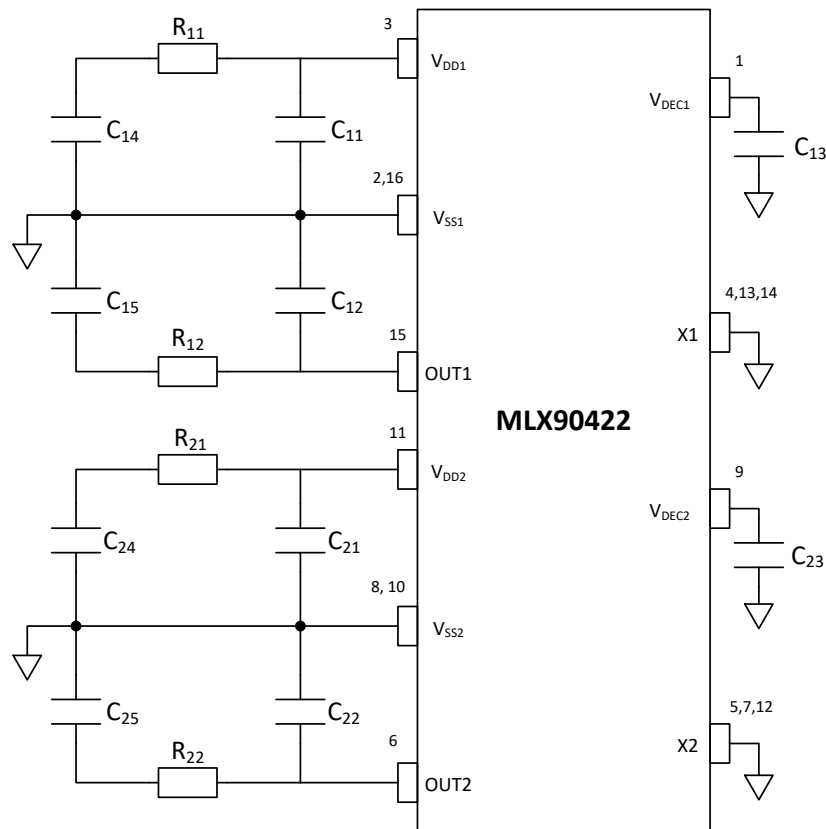 R11
3
VDD1
1
VDEC1
C14
C11
C13
2,16
VSS1
C15
C12
4,13,14
X1
R12
15
OUT1
MLX90422
R21
11
VDD2
9
VDEC2
C24
C21
C23
8, 10
VSS2
C25
C22
5,7,12
X2
R22
6
OUT2